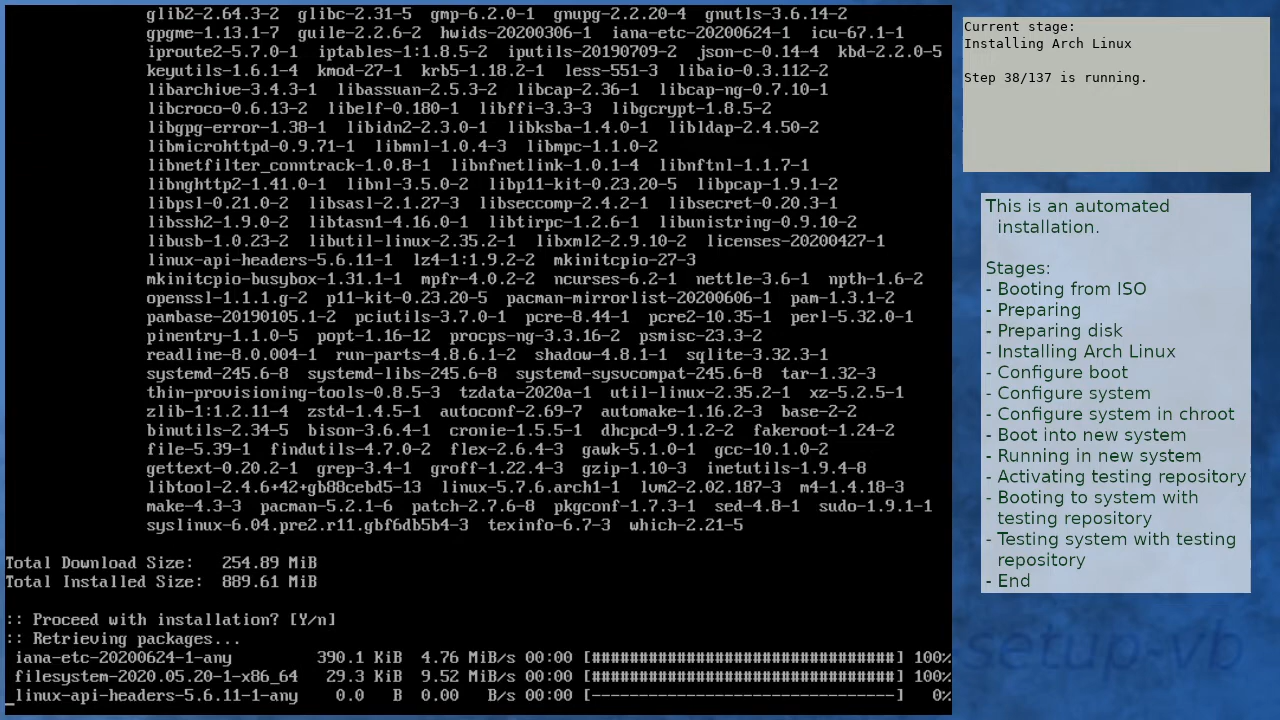 glib2-2.64.3-2  glibc-2.31-5  gmp-6.2.0-1  gnupg-2.2.20-4  gnutls-3.6.14-2
gpgme-1.13.1-7  guile-2.2.6-2  hwids-20200306-1  iana-etc-20200624-1  icu-67.1-1
iproute2-5.7.0-1  iptables-1:1.8.5-2  iputils-20190709-2  json-c-0.14-4  kbd-2.2.0-5
keyutils-1.6.1-4  kmod-27-1  krb5-1.18.2-1  less-551-3  libaio-0.3.112-2
libarchive-3.4.3-1  libassuan-2.5.3-2  libcap-2.36-1  libcap-ng-0.7.10-1
libcroco-0.6.13-2  libelf-0.180-1  libffi-3.3-3  libgcrypt-1.8.5-2
libgpg-error-1.38-1  libidn2-2.3.0-1  libksba-1.4.0-1  libldap-2.4.50-2
libmicrohttpd-0.9.71-1  libmnl-1.0.4-3  libmpc-1.1.0-2
libnetfilter_conntrack-1.0.8-1  libnfnetlink-1.0.1-4  libnftnl-1.1.7-1
libnghttp2-1.41.0-1  libnl-3.5.0-2  libp11-kit-0.23.20-5  libpcap-1.9.1-2
libpsl-0.21.0-2  libsasl-2.1.27-3  libseccomp-2.4.2-1  libsecret-0.20.3-1
libssh2-1.9.0-2  libtasn1-4.16.0-1  libtirpc-1.2.6-1  libunistring-0.9.10-2
libusb-1.0.23-2  libutil-linux-2.35.2-1  libxml2-2.9.10-2  licenses-20200427-1
linux-api-headers-5.6.11-1  lz4-1:1.9.2-2  mkinitcpio-27-3
mkinitcpio-busybox-1.31.1-1  mpfr-4.0.2-2  ncurses-6.2-1  nettle-3.6-1  npth-1.6-2
openssl-1.1.1.g-2  p11-kit-0.23.20-5  pacman-mirrorlist-20200606-1  pam-1.3.1-2
pambase-20190105.1-2  pciutils-3.7.0-1  pcre-8.44-1  pcre2-10.35-1  perl-5.32.0-1
pinentry-1.1.0-5  popt-1.16-12  procps-ng-3.3.16-2  psmisc-23.3-2
readline-8.0.004-1  run-parts-4.8.6.1-2  shadow-4.8.1-1  sqlite-3.32.3-1
systemd-245.6-8  systemd-libs-245.6-8  systemd-sysvcompat-245.6-8  tar-1.32-3
thin-provisioning-tools-0.8.5-3  tzdata-2020a-1  util-linux-2.35.2-1  xz-5.2.5-1
zlib-1:1.2.11-4  zstd-1.4.5-1  autoconf-2.69-7  automake-1.16.2-3  base-2-2
binutils-2.34-5  bison-3.6.4-1  cronie-1.5.5-1  dhcpcd-9.1.2-2  fakeroot-1.24-2
file-5.39-1  findutils-4.7.0-2  flex-2.6.4-3  gawk-5.1.0-1  gcc-10.1.0-2
gettext-0.20.2-1  grep-3.4-1  groff-1.22.4-3  gzip-1.10-3  inetutils-1.9.4-8
libtool-2.4.6+42+gb88cebd5-13  linux-5.7.6.arch1-1  lvm2-2.02.187-3  m4-1.4.18-3
make-4.3-3  pacman-5.2.1-6  patch-2.7.6-8  pkgconf-1.7.3-1  sed-4.8-1  sudo-1.9.1-1
syslinux-6.04.pre2.r11.gbf6db5b4-3  texinfo-6.7-3  which-2.21-5
Total Download Size:   254.89 MiB
Total Installed Size:  889.61 MiB
:: Proceed with installation? [Y/n]
:: Retrieving packages...
iana-etc-20200624-1-any         390.1 KiB  4.76 MiB/s 00:00 [################################] 100%
filesystem-2020.05.20-1-x86_64   29.3 KiB  9.52 MiB/s 00:00 [################################] 100%
linux-api-headers-5.6.11-1-any    0.0   B  0.00   B/s 00:00 [--------------------------------]   0%
_
Current stage:
Installing Arch Linux
Step 38/137 is running.
This is an automated
installation.
Stages:
- Booting from ISO
- Preparing
- Preparing disk
- Installing Arch Linux
- Configure boot
- Configure system
- Configure system in chroot
- Boot into new system
- Running in new system
- Activating testing repository
- Booting to system with
testing repository
- Testing system with testing
repository
- End
setup-vb